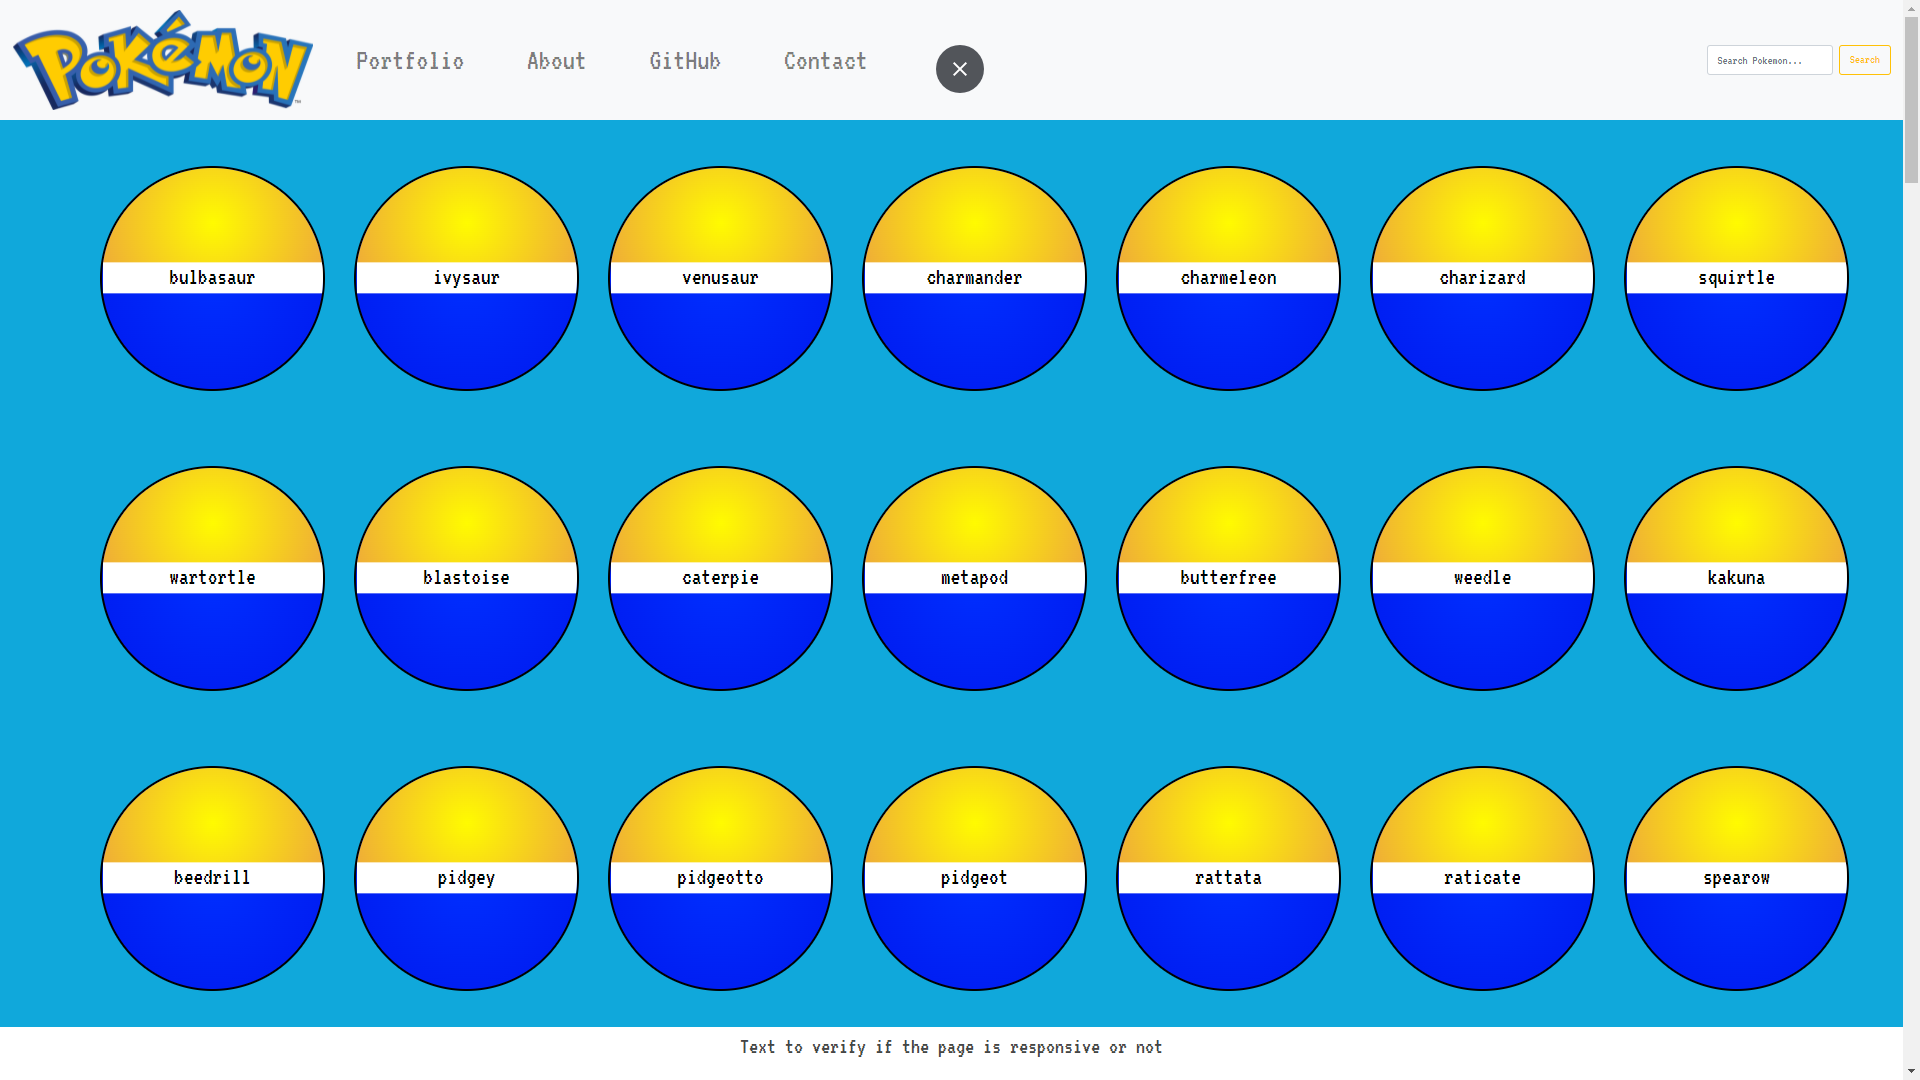 Pokémon™
Portfolio About GitHub Contact
Search Pokemon... Search
bulbasaur ivysaur venusaur charmander charmeleon charizard squirtle
wartortle blastoise caterpie metapod butterfree weedle kakuna
beedrill pidgey pidgeotto pidgeot rattata raticate spearow
Text to verify if the page is responsive or not